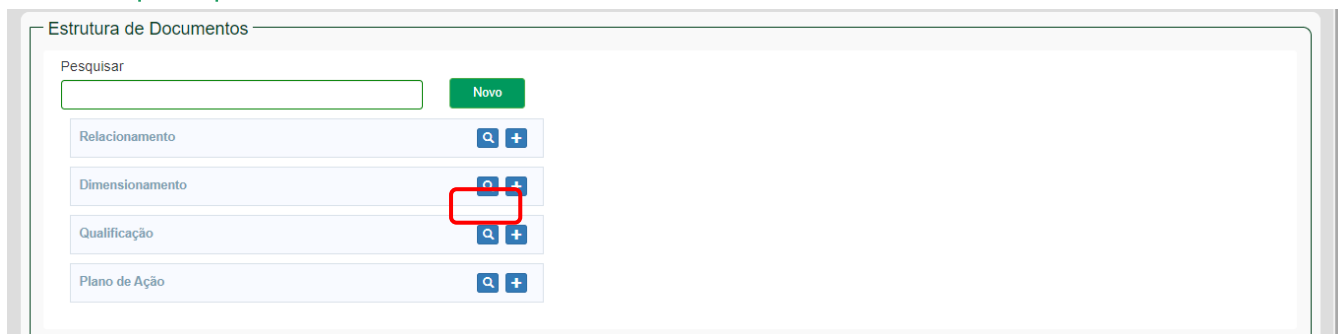 Estrutura de Documentos
Pesquisar
Novo
Relacionamento
Dimensionamento
Qualificação
Plano de Ação